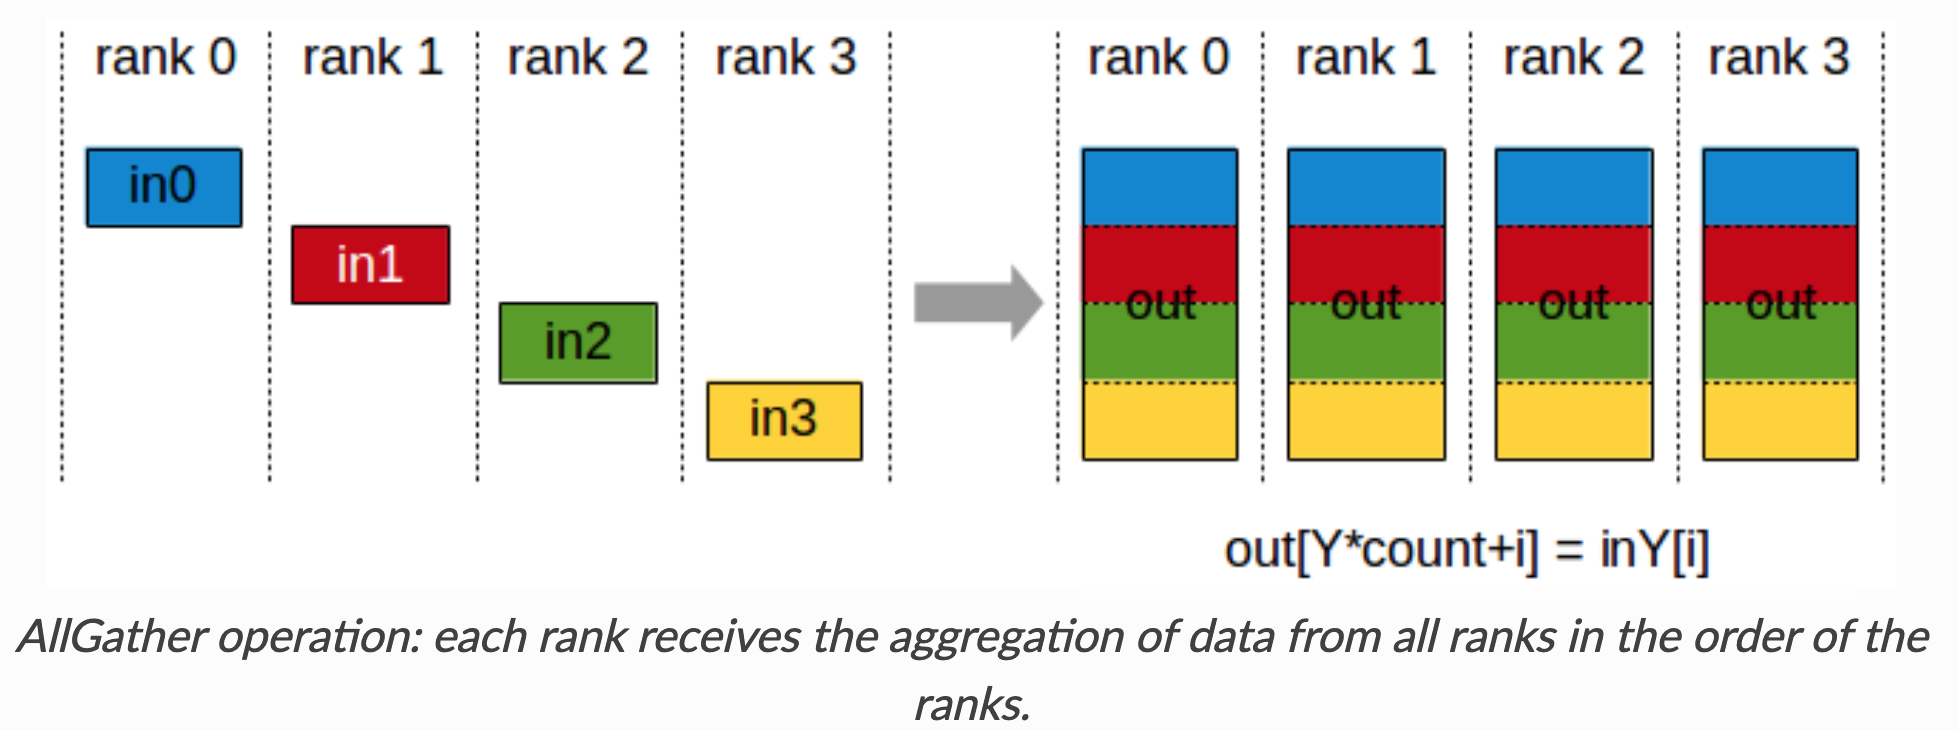 rank 0 rank 1 rank 2 rank 3 rank 0 rank 1 rank 2 rank 3
in0
in1
out out out out
in2
in3
out[Y*count+i] = inY[i]
AllGather operation: each rank receives the aggregation of data from all ranks in the order of the
ranks.